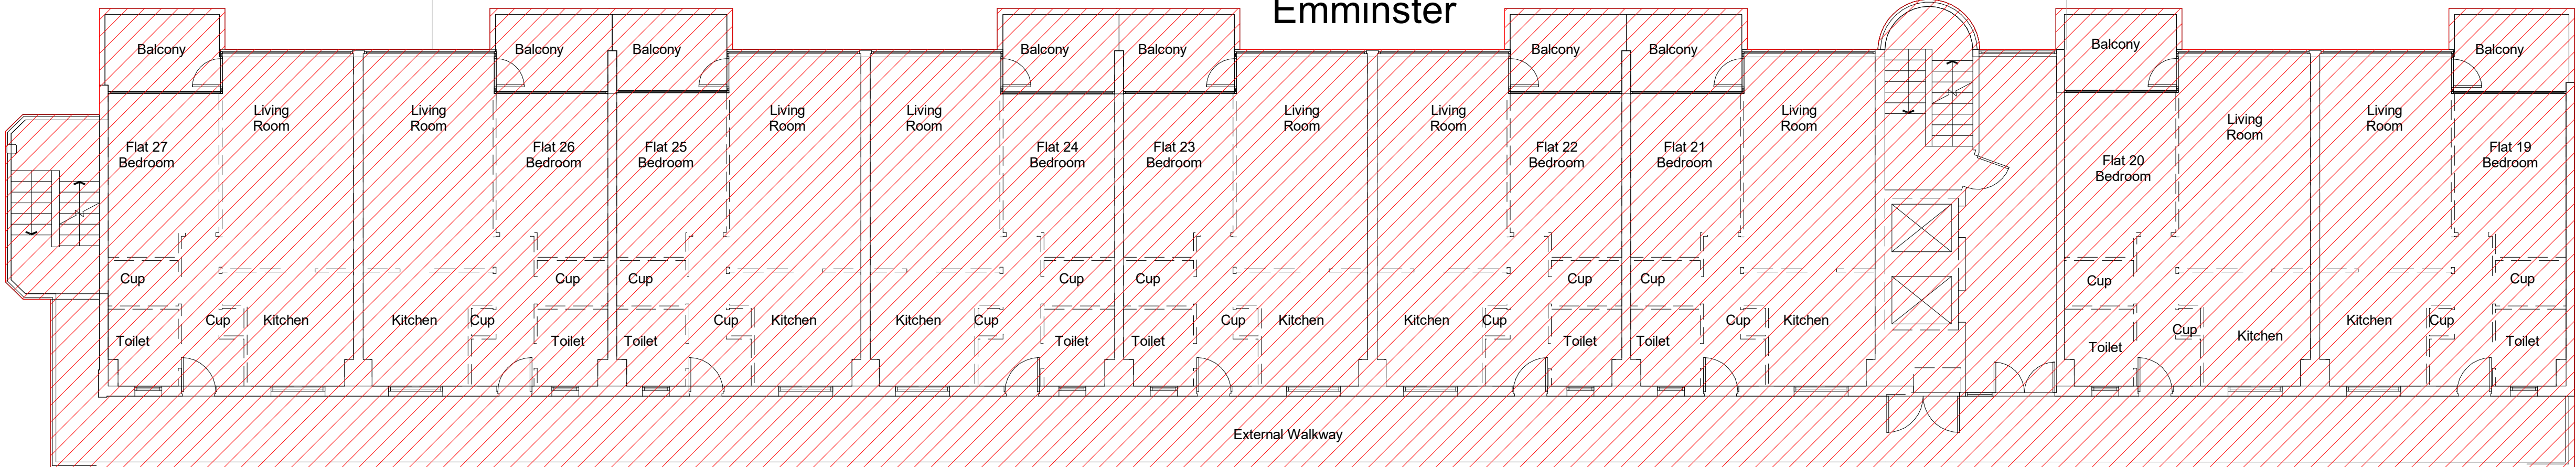 Emminster
Balcony
Balcony
Balcony
Balcony
Balcony
Balcony
Balcony
Balcony
Balcony
Living
Room
Living
Room
Living
Room
Living
Room
Living
Room
Living
Room
Living
Room
Living
Room
Living
Room
Flat 27
Bedroom
Flat 26
Bedroom
Flat 25
Bedroom
Flat 24
Bedroom
Flat 23
Bedroom
Flat 22
Bedroom
Flat 21
Bedroom
Flat 20
Bedroom
Flat 19
Bedroom
Cup
Cup
Cup
Cup
Cup
Cup
Cup
Cup
Cup
Cup
Kitchen
Kitchen
Cup
Cup
Kitchen
Kitchen
Cup
Cup
Kitchen
Kitchen
Cup
Cup
Kitchen
Cup
Kitchen
Kitchen
Cup
Toilet
Toilet
Toilet
Toilet
Toilet
Toilet
Toilet
Toilet
Toilet
External Walkway